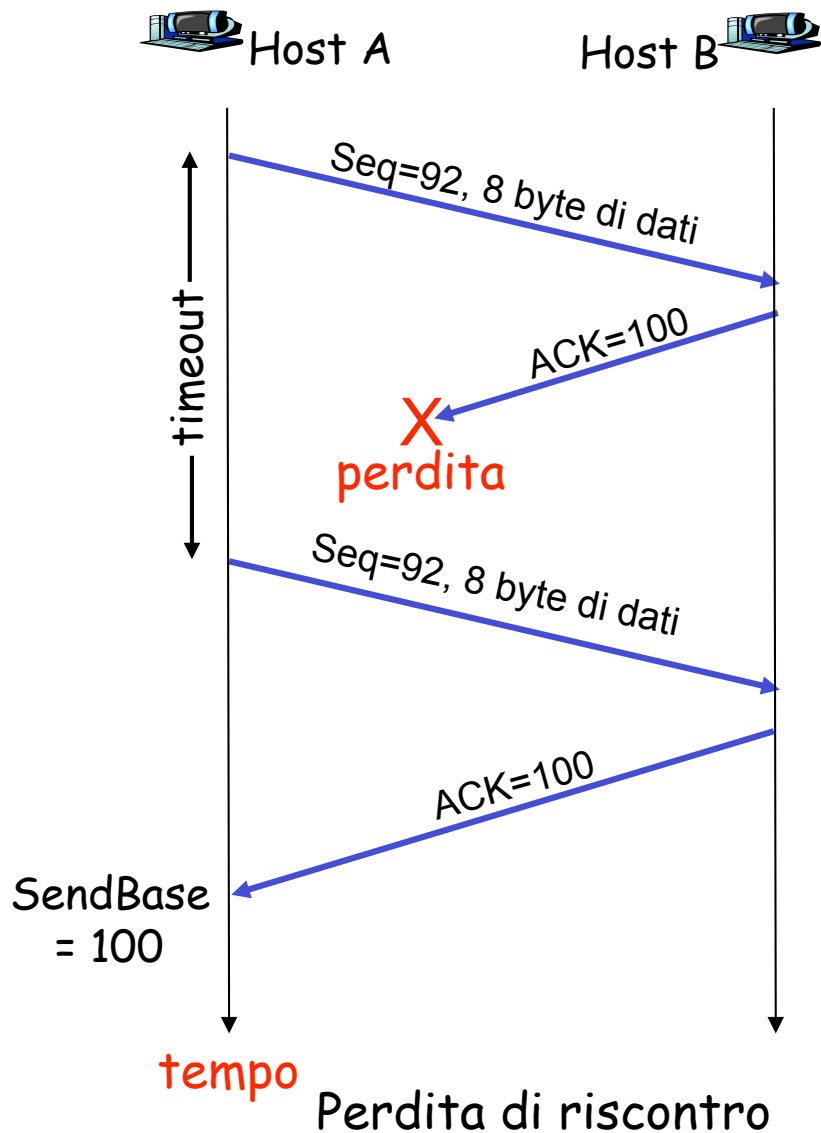 Host A
Host B
Seq=92, 8 byte di dati
timeout
ACK=100
X
perdita
Seq=92, 8 byte di dati
ACK=100
SendBase
= 100
tempo
Perdita di riscontro